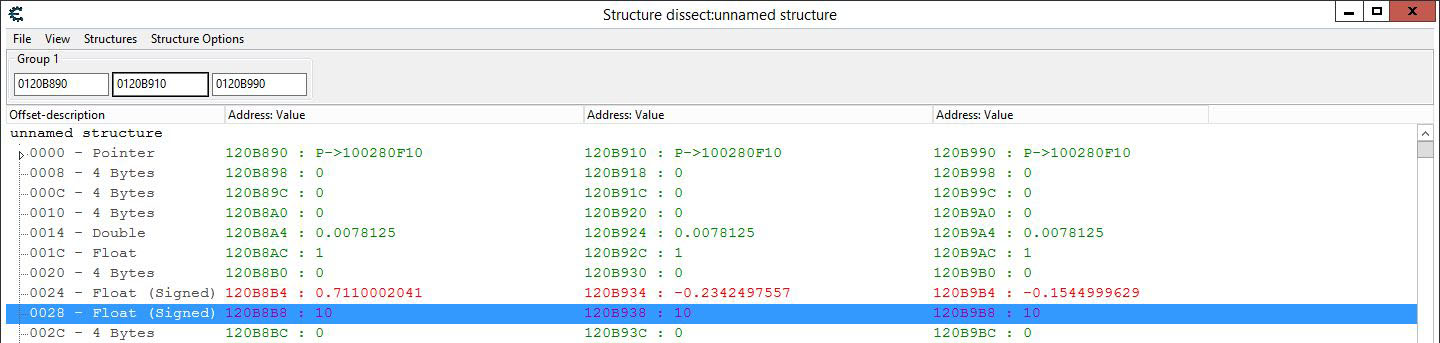 Structure dissect:unnamed structure
File View Structures Structure Options
Group 1
0120B890 0120B910 0120B990
Offset-description Address: Value Address: Value Address: Value
unnamed structure
0000 - Pointer 120B890 : P->100280F10 120B910 : P->100280F10 120B990 : P->100280F10
0008 - 4 Bytes 120B898 : 0 120B918 : 0 120B998 : 0
000C - 4 Bytes 120B89C : 0 120B91C : 0 120B99C : 0
0010 - 4 Bytes 120B8A0 : 0 120B920 : 0 120B9A0 : 0
0014 - Double 120B8A4 : 0.0078125 120B924 : 0.0078125 120B9A4 : 0.0078125
001C - Float 120B8AC : 1 120B92C : 1 120B9AC : 1
0020 - 4 Bytes 120B8B0 : 0 120B930 : 0 120B9B0 : 0
0024 - Float (Signed) 120B8B4 : 0.7110002041 120B934 : -0.2342497557 120B9B4 : -0.1544999629
0028 - Float (Signed) 120B8B8 : 10 120B938 : 10 120B9B8 : 10
002C - 4 Bytes 120B8BC : 0 120B93C : 0 120B9BC : 0